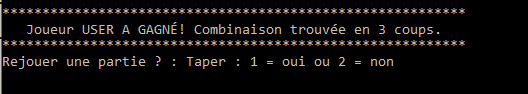 **********************************************************
Joueur USER A GAGNÉ! Combinaison trouvée en 3 coups.
**********************************************************
Rejouer une partie ? : Taper : 1 = oui ou 2 = non